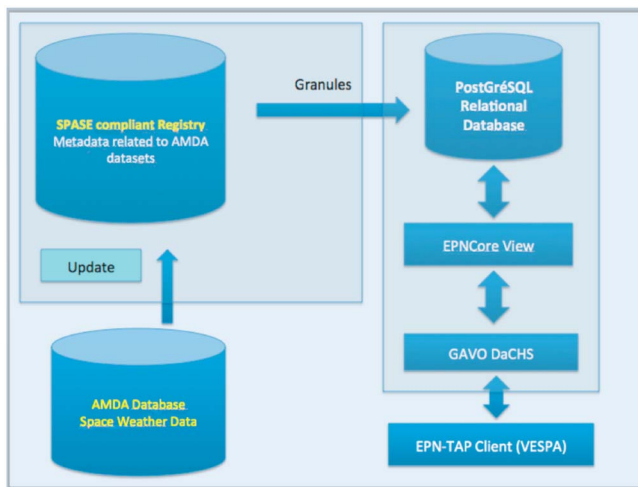 SPASE compliant Registry
Metadata related to AMDA
datasets
Granules
PostGréSQL
Relational
Database
EPNCore View
Update
GAVO DaCHS
AMDA Database
Space Weather Data
EPN-TAP Client (VESPA)